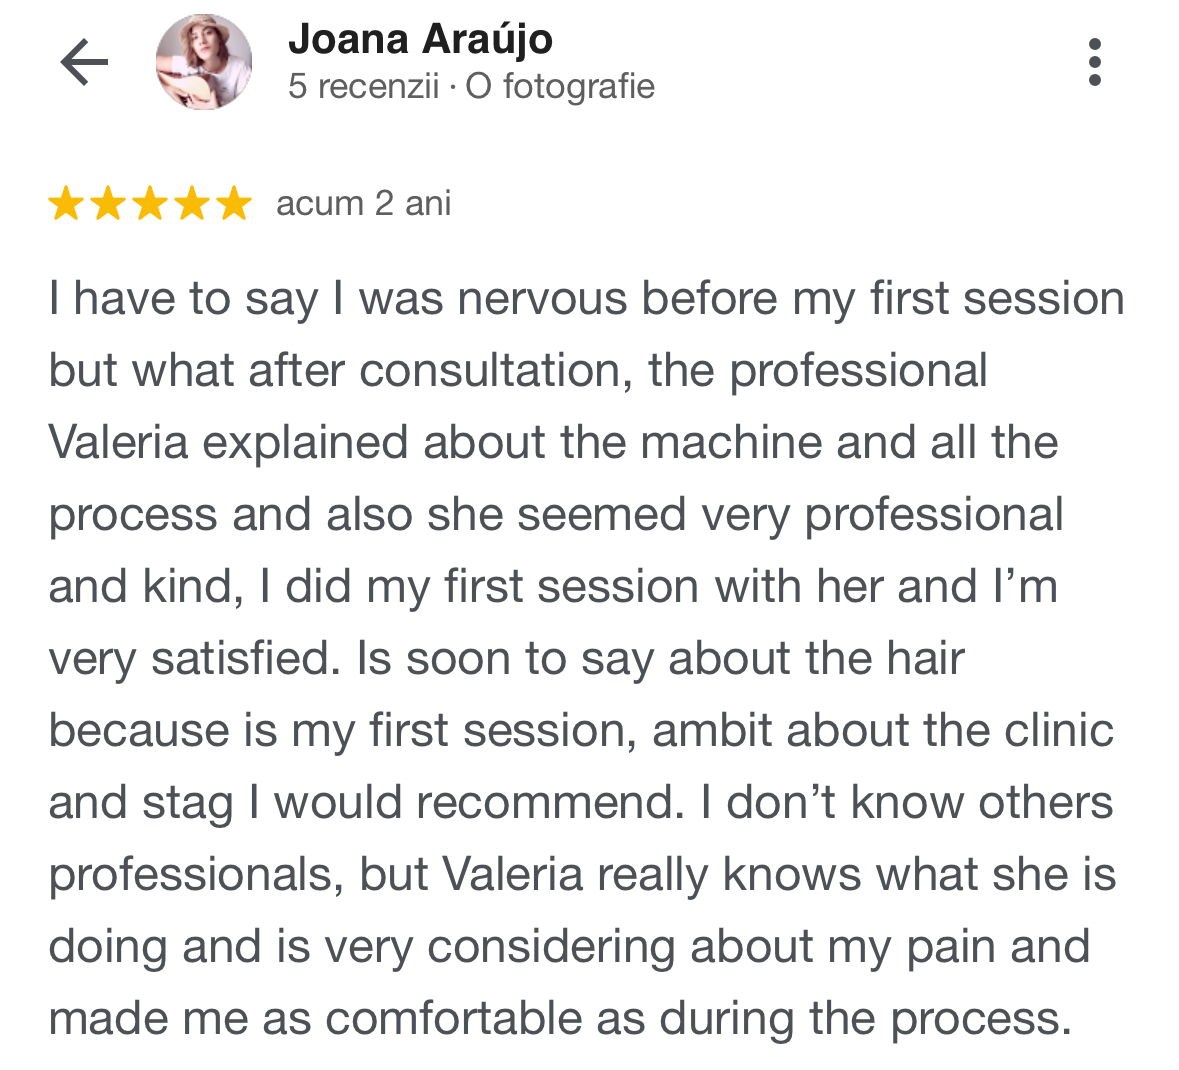 Joana Araújo
5 recenzii · O fotografie
acum 2 ani
I have to say I was nervous before my first session
but what after consultation, the professional
Valeria explained about the machine and all the
process and also she seemed very professional
and kind, I did my first session with her and I’m
very satisfied. Is soon to say about the hair
because is my first session, ambit about the clinic
and stag I would recommend. I don’t know others
professionals, but Valeria really knows what she is
doing and is very considering about my pain and
made me as comfortable as during the process.